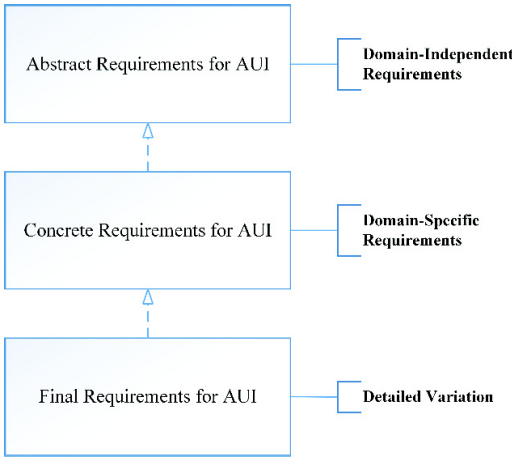 Abstract Requirements for AUI
Domain-Independent
Requirements
Concrete Requirements for AUI
Domain-Specific
Requirements
Final Requirements for AUI
Detailed Variation